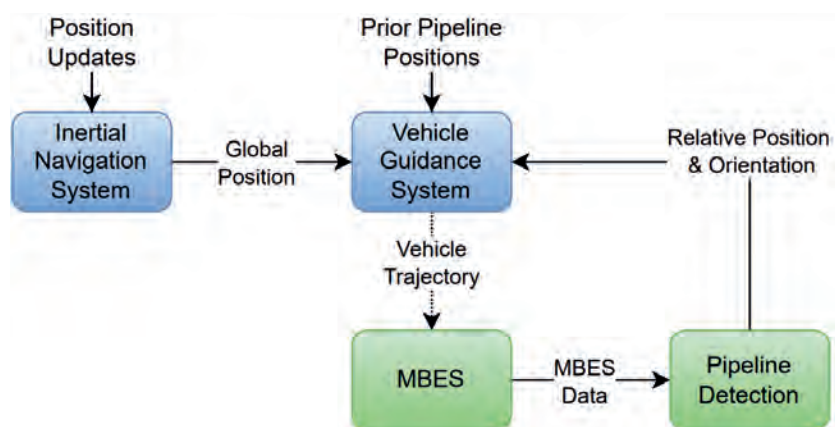 Position
Updates
Prior Pipeline
Positions
Inertial
Navigation
System
Global
Position
Vehicle
Guidance
System
Relative Position
& Orientation
Vehicle
Trajectory
MBES
MBES
Data
Pipeline
Detection